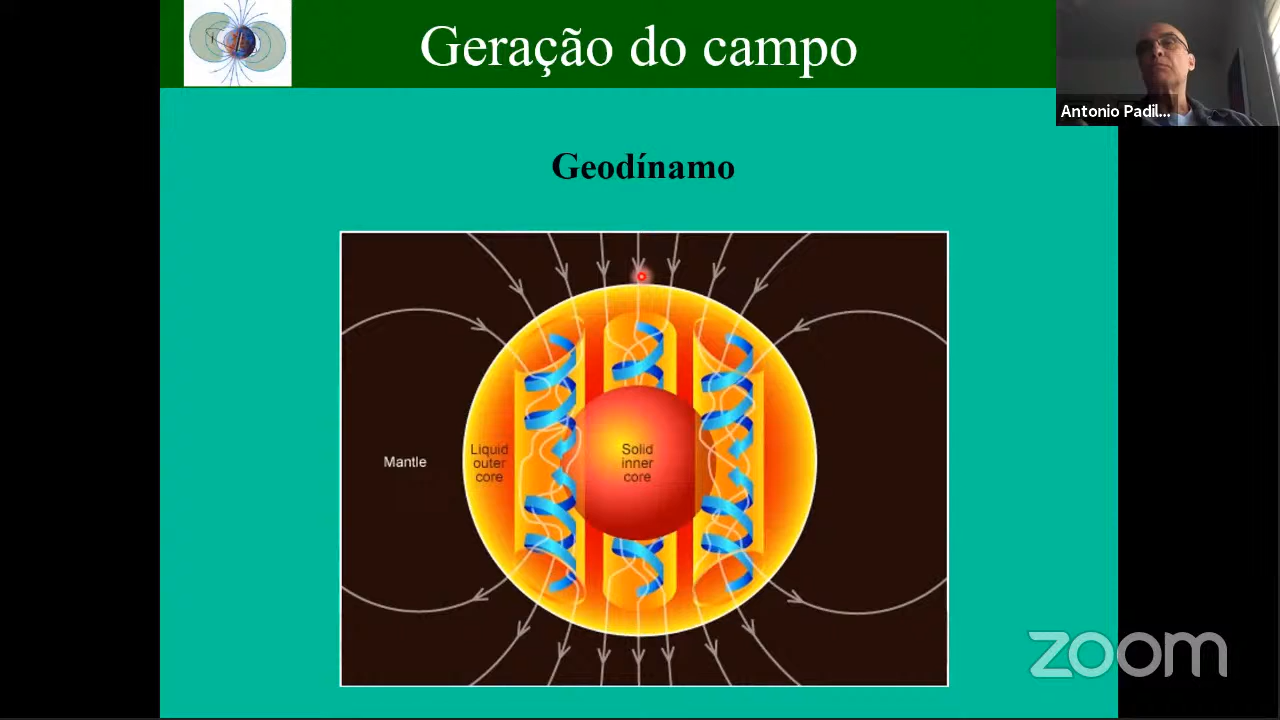 Geração do campo
Antonio Padil...
Geodínamo
Mantle
Liquid
outer
core
Solid
inner
core
zoom